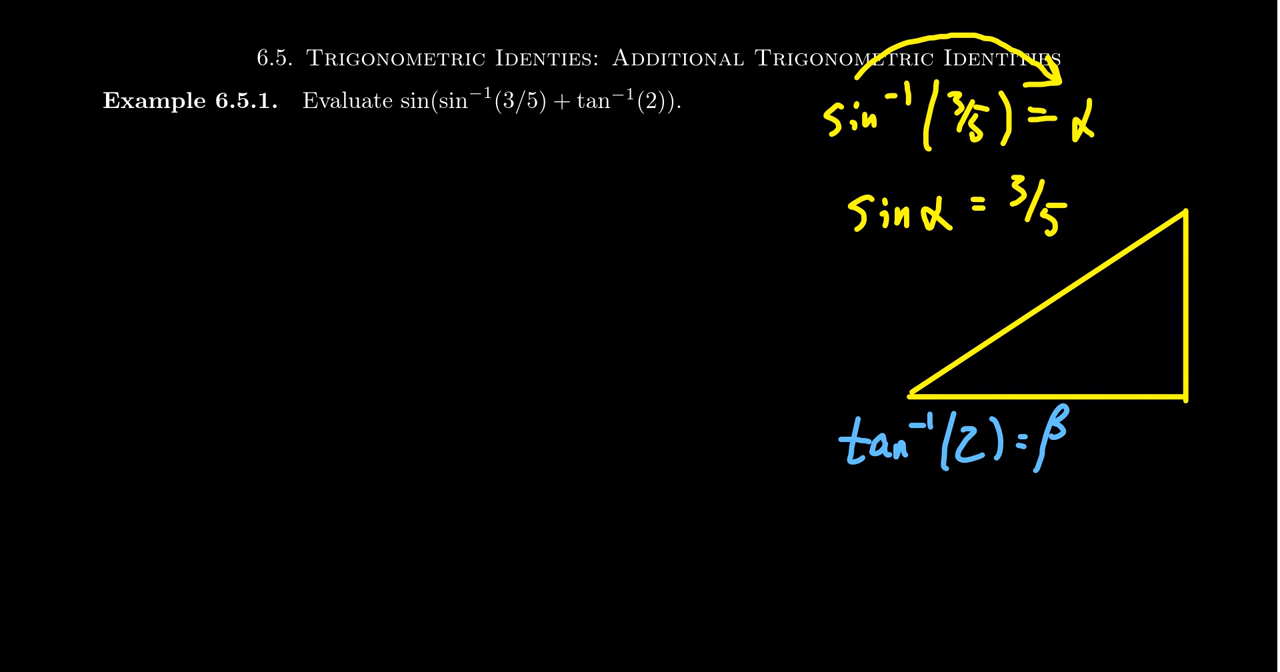 6.5. Trigonometric Identies: Additional Trigonometric Identities
Example 6.5.1. Evaluate sin(sin⁻¹(3/5) + tan⁻¹(2)).
sin⁻¹(3/5) = α
sin α = 3/5
tan⁻¹(2) = β